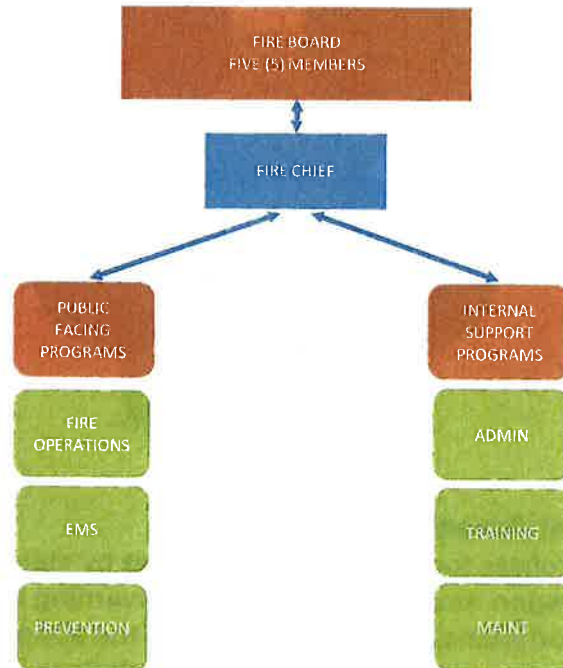 FIRE BOARD
FIVE (5) MEMBERS
FIRE CHIEF
PUBLIC
FACING
PROGRAMS
FIRE
OPERATIONS
EMS
PREVENTION
INTERNAL
SUPPORT
PROGRAMS
ADMIN
TRAINING
MAINT